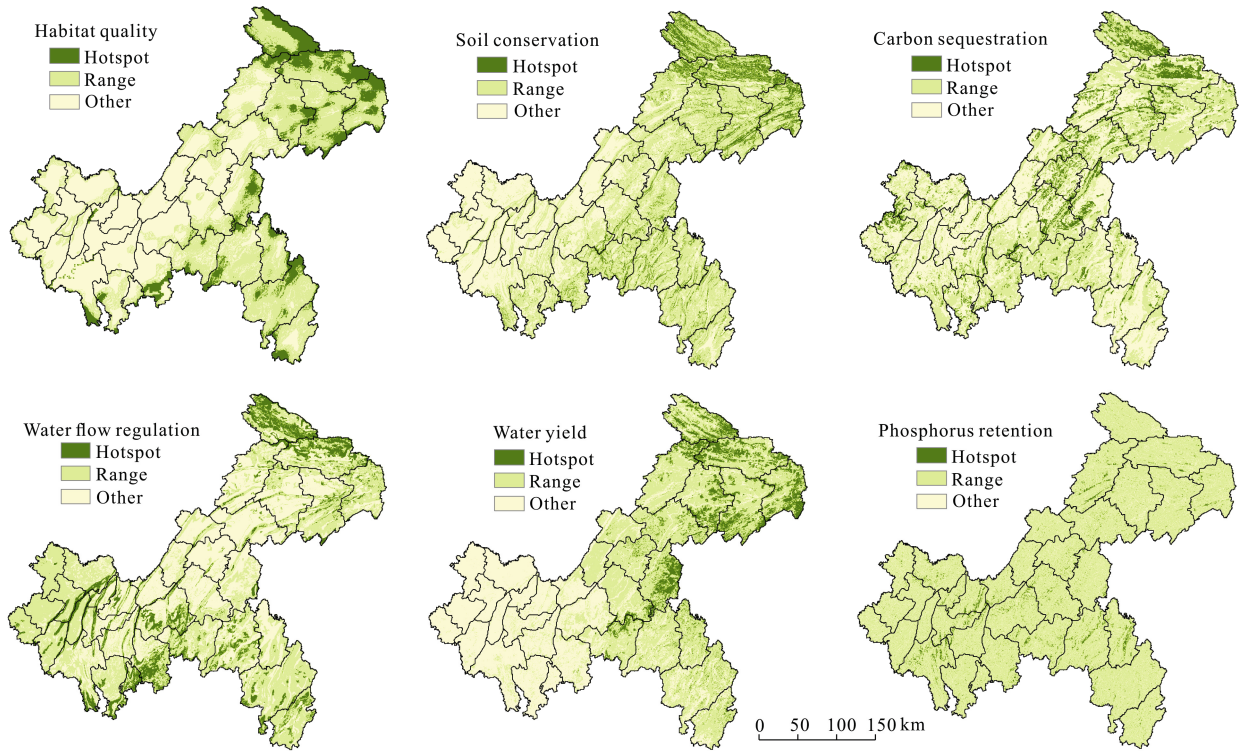 Habitat quality
Hotspot
Range
Other
Soil conservation
Hotspot
Range
Other
Carbon sequestration
Hotspot
Range
Other
Water flow regulation
Hotspot
Range
Other
Water yield
Hotspot
Range
Other
Phosphorus retention
Hotspot
Range
Other
0 50 100 150 km